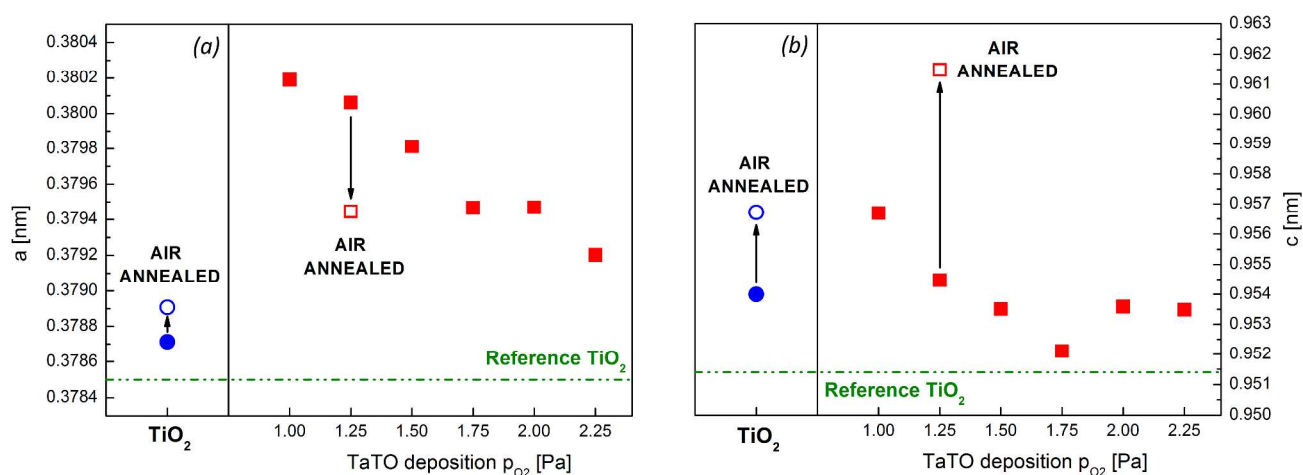 (a)
a [nm]
0.3804
0.3802
0.3800
0.3798
0.3796
0.3794
0.3792
0.3790
0.3788
0.3786
0.3784
AIR
ANNEALED
AIR
ANNEALED
Reference TiO₂
TiO₂
1.00 1.25 1.50 1.75 2.00 2.25
TaTO deposition p_O2 [Pa]
(b)
AIR
ANNEALED
AIR
ANNEALED
Reference TiO₂
0.963
0.962
0.961
0.960
0.959
0.958
0.957
0.956
0.955
0.954
0.953
0.952
0.951
0.950
c [nm]
TiO₂
1.00 1.25 1.50 1.75 2.00 2.25
TaTO deposition p_O2 [Pa]